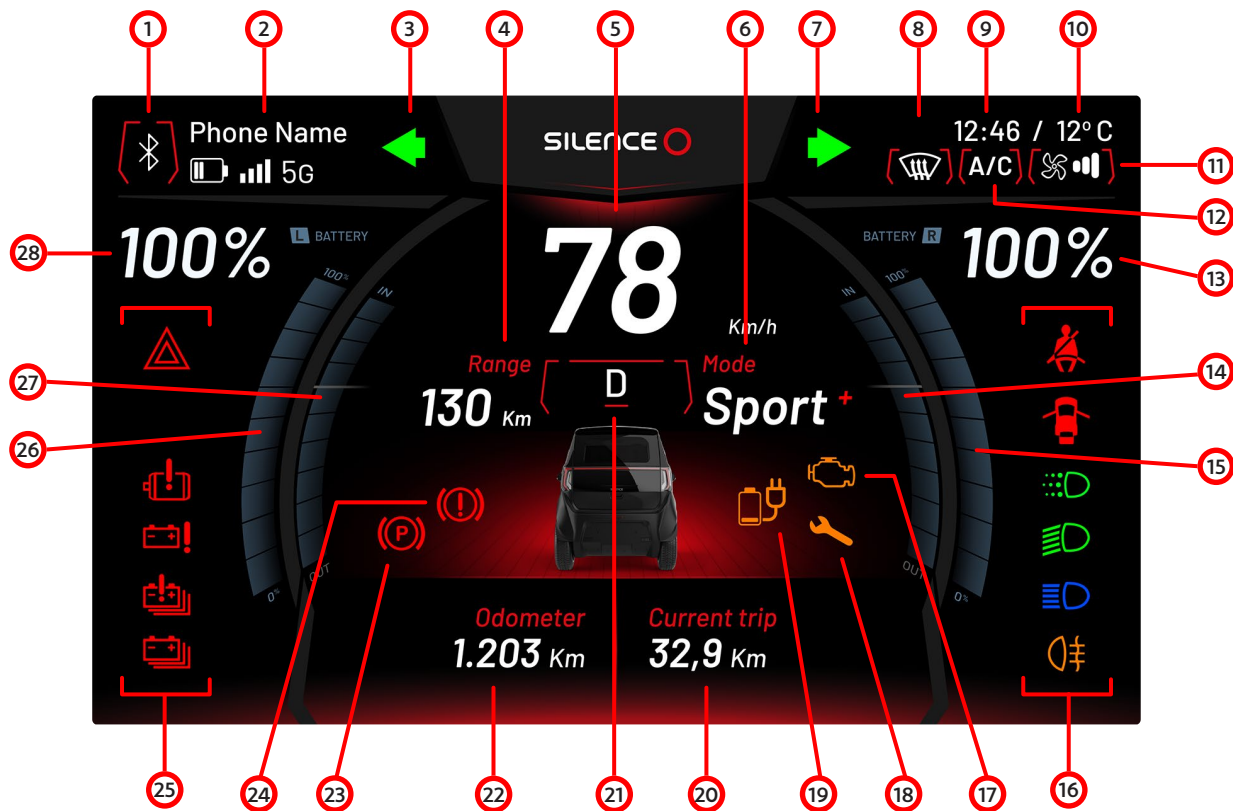 1 2 3 4 5 6 7 8 9 10
Phone Name
5G
SILENCE
12:46 / 12° C
A/C
11
12
28
100%
L BATTERY
78
Km/h
BATTERY R
100%
13
100%
IN
IN
100%
27
26
Range
130 Km
D
Mode
Sport +
14
15
P
OUT
0%
OUT
0%
Odometer
1.203 Km
Current trip
32,9 Km
25 24 23 22 21 20 19 18 17 16